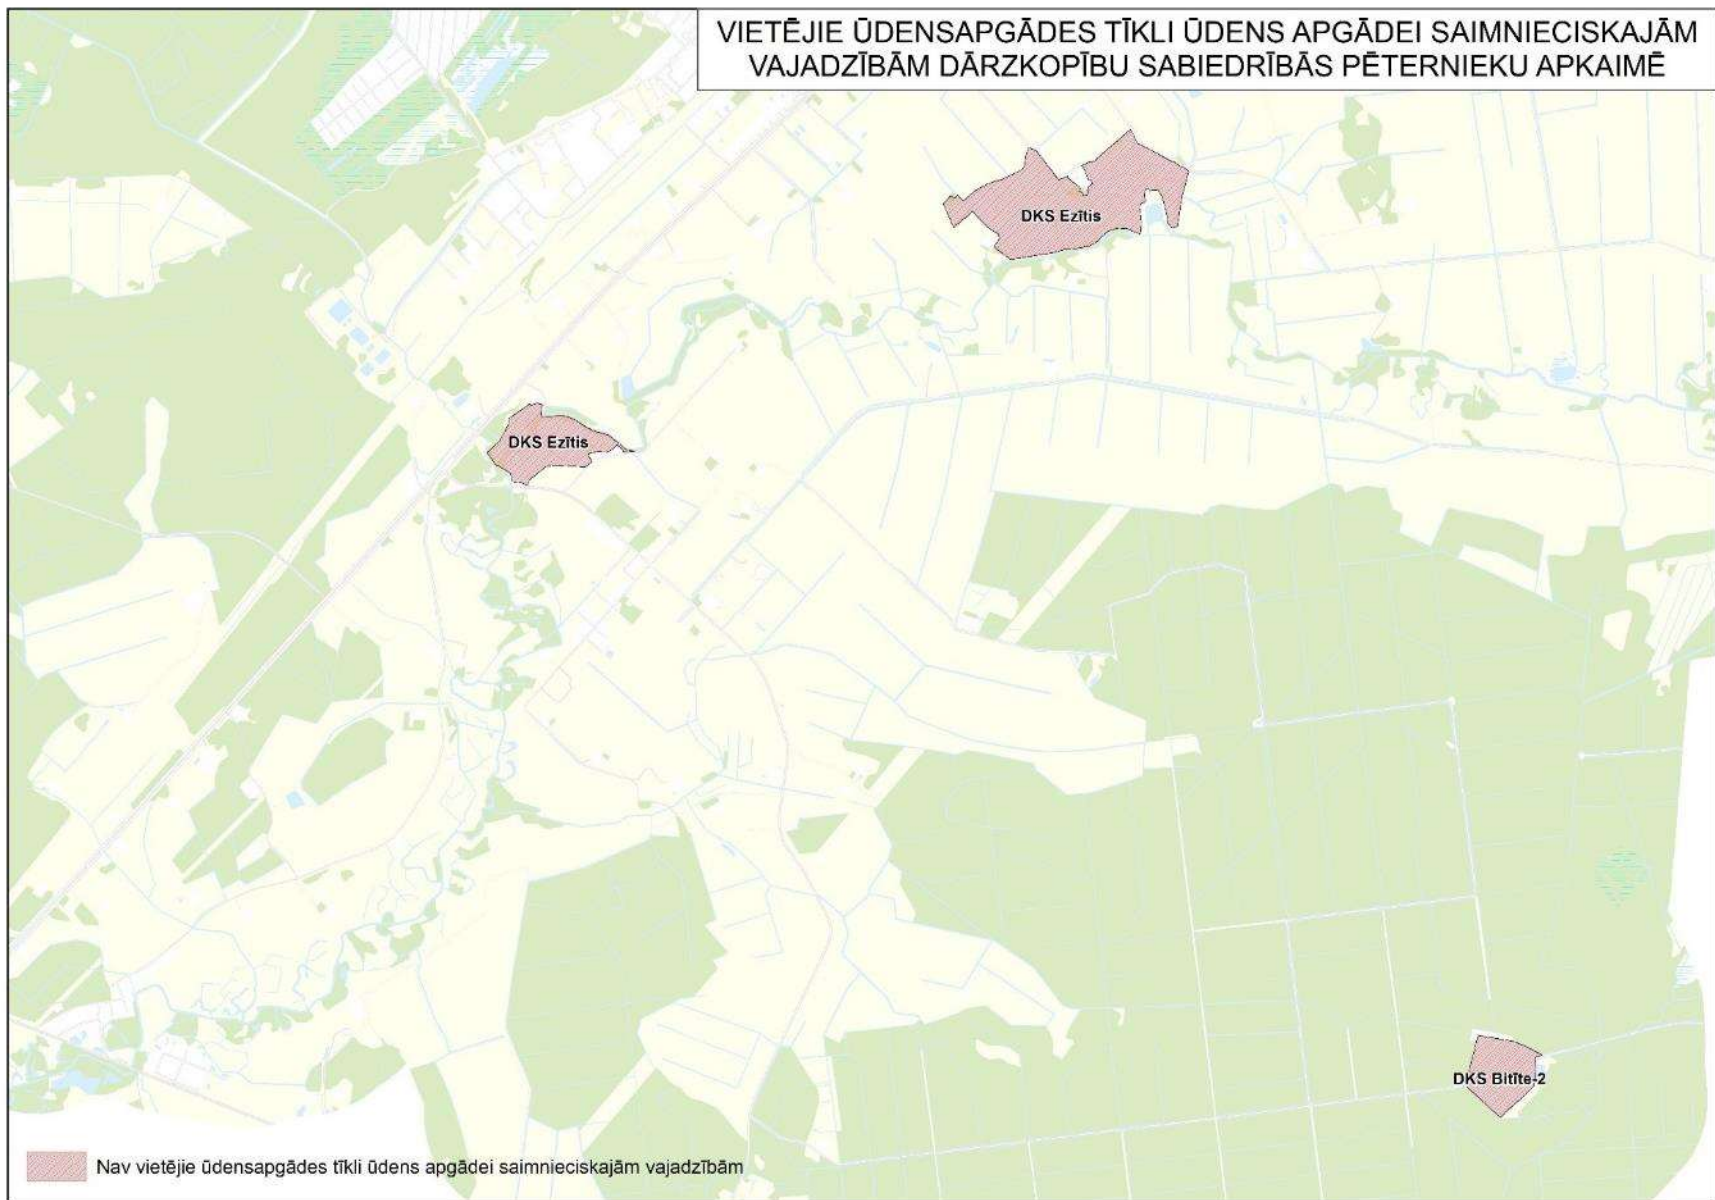 VIETĒJIE ŪDENSAPGĀDES TĪKLI ŪDENS APGĀDEI SAIMNIECISKAJĀM
VAJADZĪBĀM DĀRZKOPĪBU SABIEDRĪBĀS PĒTERNIEKU APKAIMĒ
DKS Ezītis
DKS Ezītis
DKS Bitīte-2
Nav vietējie ūdensapgādes tīkli ūdens apgādei saimnieciskajām vajadzībām